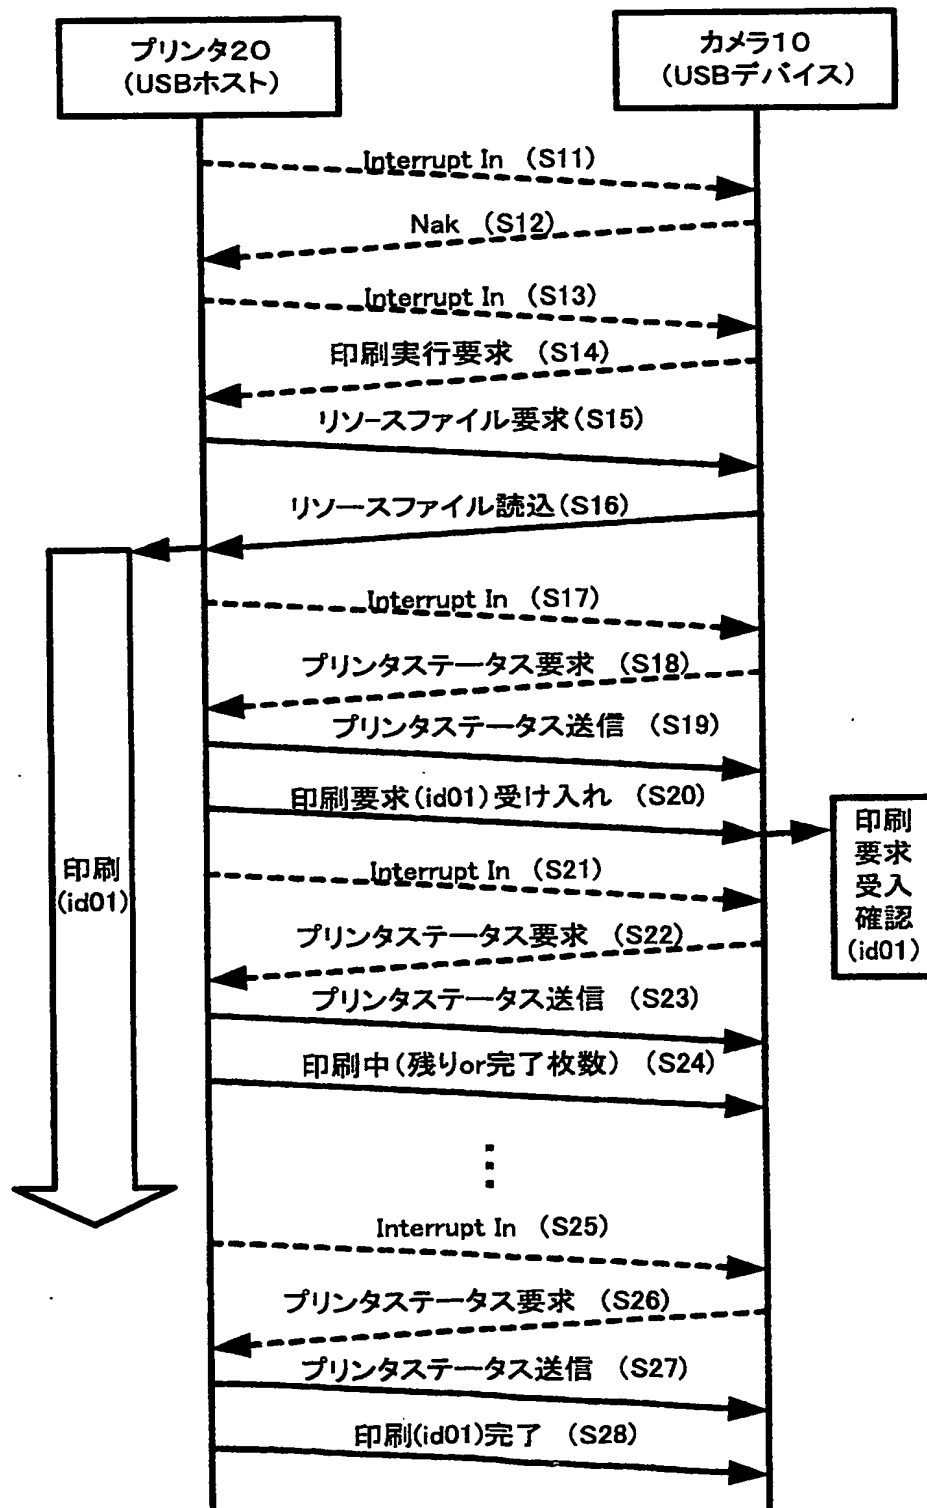 プリンタ20
(USBホスト)
カメラ10
(USBデバイス)
Interrupt In (S11)
Nak (S12)
Interrupt In (S13)
印刷実行要求 (S14)
リソースファイル要求(S15)
リソースファイル読込(S16)
Interrupt In (S17)
プリンタステータス要求 (S18)
プリンタステータス送信 (S19)
印刷要求(id01)受け入れ (S20)
印刷
要求
受入
確認
(id01)
印刷
(id01)
Interrupt In (S21)
プリンタステータス要求 (S22)
プリンタステータス送信 (S23)
印刷中(残りor完了枚数) (S24)
Interrupt In (S25)
プリンタステータス要求 (S26)
プリンタステータス送信 (S27)
印刷(id01)完了 (S28)